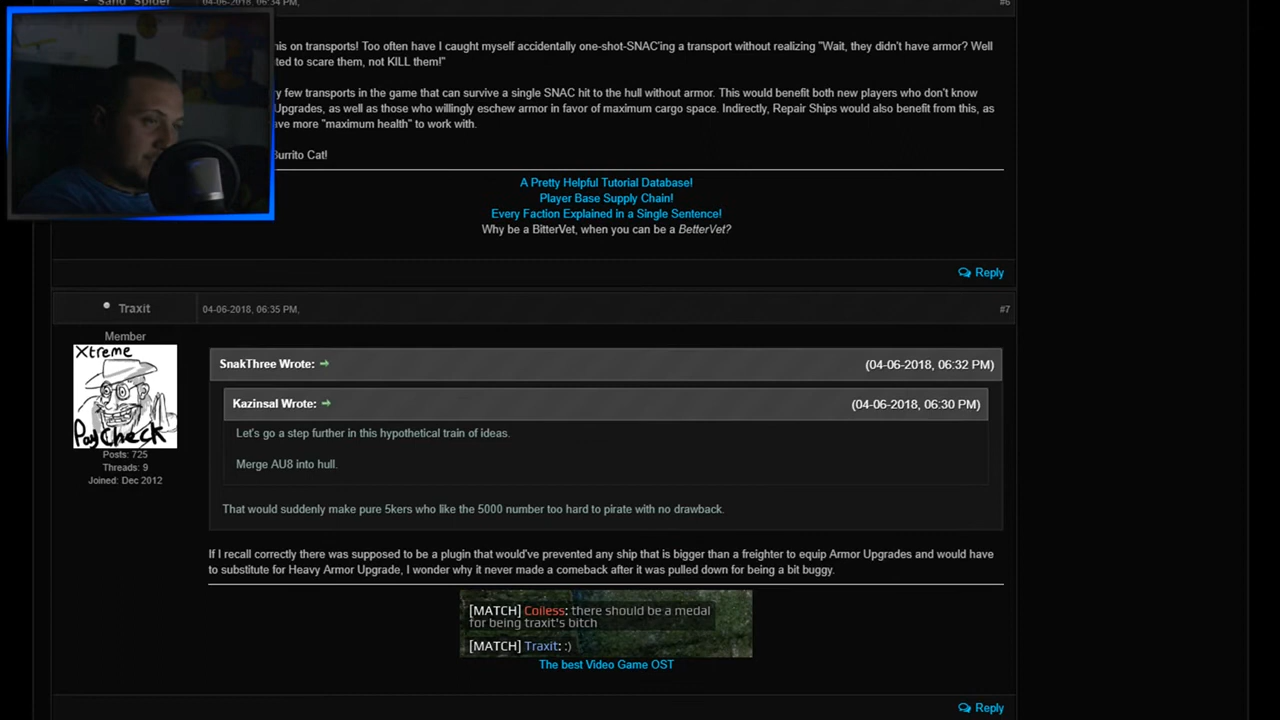 Sand_Spider
04-06-2018, 06:34 PM,
#6
his on transports! Too often have I caught myself accidentally one-shot-SNAC'ing a transport without realizing "Wait, they didn't have armor? Well
ted to scare them, not KILL them!"
y few transports in the game that can survive a single SNAC hit to the hull without armor. This would benefit both new players who don't know
Upgrades, as well as those who willingly eschew armor in favor of maximum cargo space. Indirectly, Repair Ships would also benefit from this, as
ave more "maximum health" to work with.
Burrito Cat!
A Pretty Helpful Tutorial Database!
Player Base Supply Chain!
Every Faction Explained in a Single Sentence!
Why be a BitterVet, when you can be a BetterVet?
Reply
Traxit
04-06-2018, 06:35 PM,
#7
Member
Xtreme
PayCheck
Posts: 725
Threads: 9
Joined: Dec 2012
SnakThree Wrote:
(04-06-2018, 06:32 PM)
Kazinsal Wrote:
(04-06-2018, 06:30 PM)
Let's go a step further in this hypothetical train of ideas.
Merge AU8 into hull.
That would suddenly make pure 5kers who like the 5000 number too hard to pirate with no drawback.
If I recall correctly there was supposed to be a plugin that would've prevented any ship that is bigger than a freighter to equip Armor Upgrades and would have
to substitute for Heavy Armor Upgrade, I wonder why it never made a comeback after it was pulled down for being a bit buggy.
[MATCH] Coiless: there should be a medal
for being traxit's bitch
[MATCH] Traxit: :)
The best Video Game OST
Reply